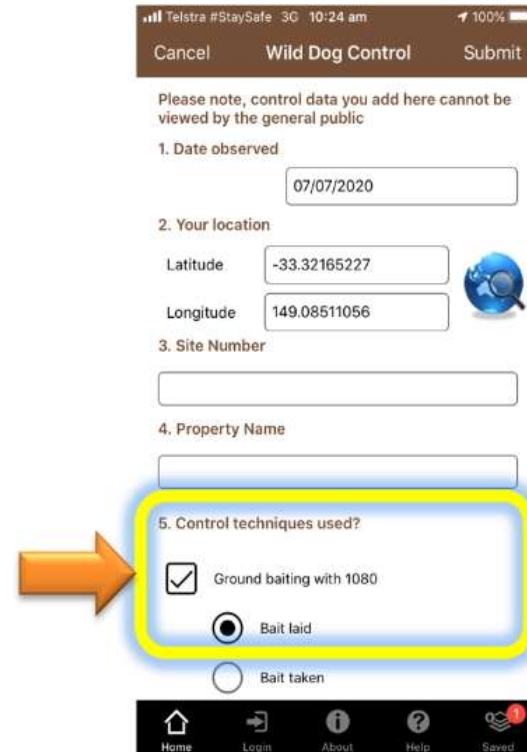 Telstra #StaySafe 3G 10:24 am 100%
Cancel Wild Dog Control Submit
Please note, control data you add here cannot be
viewed by the general public
1. Date observed
07/07/2020
2. Your location
Latitude -33.32165227
Longitude 149.08511056
3. Site Number
4. Property Name
5. Control techniques used?
Ground baiting with 1080
Bait laid
Bait taken
1
Home Login About Help Saved